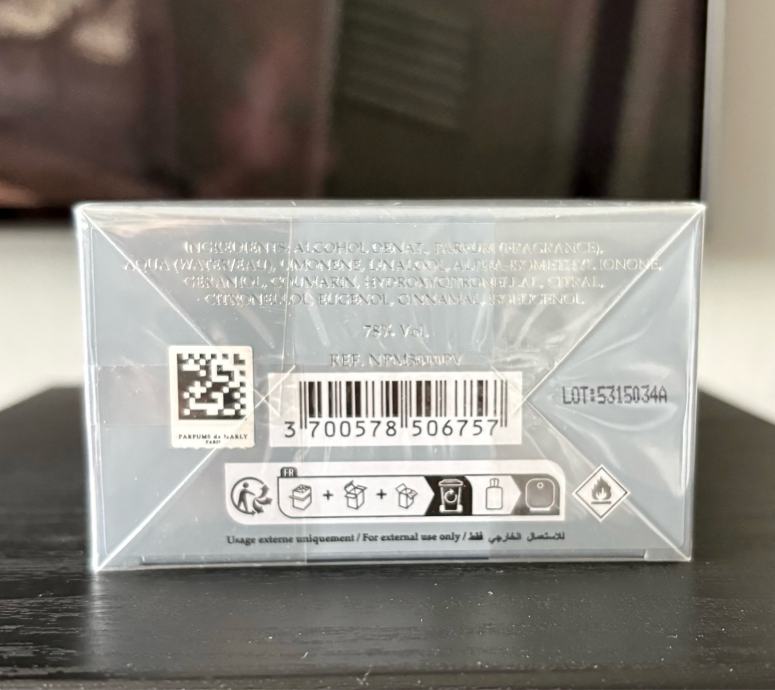 INGREDIENTS: ALCOHOL DENAT., PARFUM (FRAGRANCE),
AQUA (WATER/EAU), LIMONENE, LINALOOL, ALPHA-ISOMETHYL IONONE,
GERANIOL, COUMARIN, HYDROXYCITRONELLAL, CITRAL,
CITRONELLOL, EUGENOL, CINNAMAL, ISOEUGENOL.
78% Vol.
REF.
LOT:5315034A
PARFUMS de MARLY
PARIS
3 700578 506757
FR
+ +
Usage externe uniquement / For external use only / للاستعمال الخارجي فقط